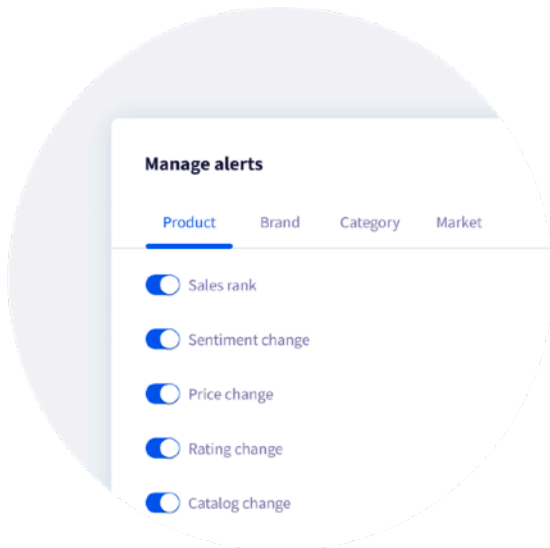 Manage alerts
Product Brand Category Market
Sales rank
Sentiment change
Price change
Rating change
Catalog change